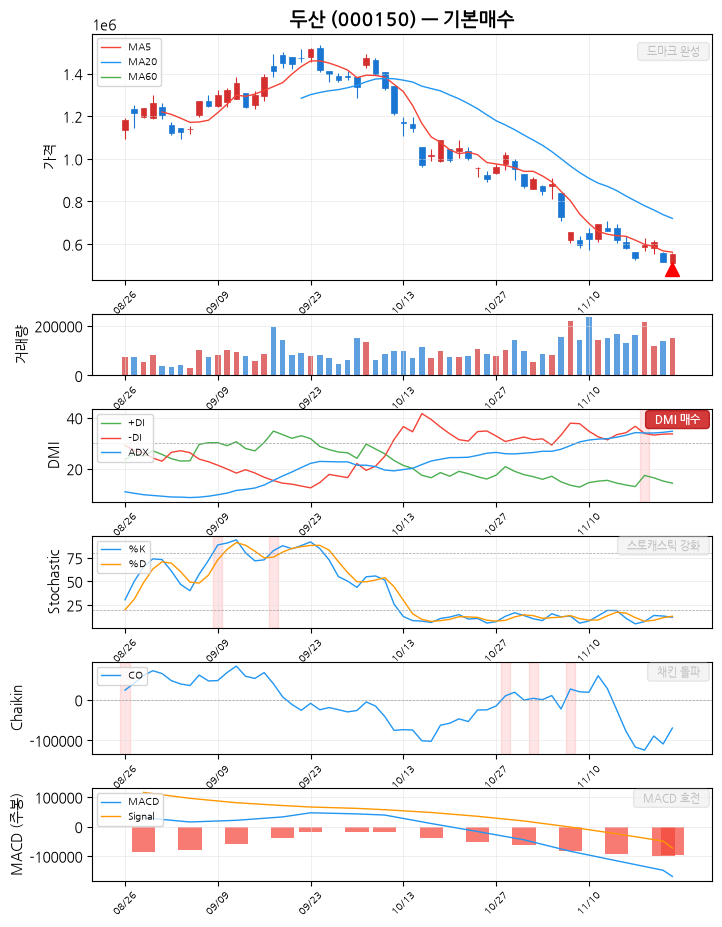 두산 (000150) — 기본매수
1e6
MA5
MA20
MA60
드마크 완성
가격
1.4
1.2
1.0
0.8
0.6
08/26
09/09
09/23
10/13
10/27
11/10
거래량
200000
0
08/26
09/09
09/23
10/13
10/27
11/10
DMI
+DI
-DI
ADX
DMI 매수
40
20
08/26
09/09
09/23
10/13
10/27
11/10
Stochastic
%K
%D
스토캐스틱 강화
75
50
25
08/26
09/09
09/23
10/13
10/27
11/10
Chaikin
CO
채킨 돌파
0
-100000
08/26
09/09
09/23
10/13
10/27
11/10
MACD (주봉)
MACD
Signal
MACD 호전
100000
0
-100000
08/26
09/09
09/23
10/13
10/27
11/10